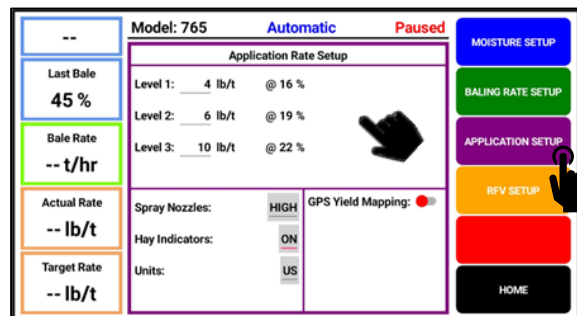 Model: 765 Automatic Paused
--
Last Bale
45 %
Bale Rate
-- t/hr
Actual Rate
-- lb/t
Target Rate
-- lb/t
Application Rate Setup
Level 1: 4 lb/t @ 16 %
Level 2: 6 lb/t @ 19 %
Level 3: 10 lb/t @ 22 %
Spray Nozzles: HIGH
Hay Indicators: ON
Units: US
GPS Yield Mapping:
MOISTURE SETUP
BALING RATE SETUP
APPLICATION SETUP
RFV SETUP
HOME